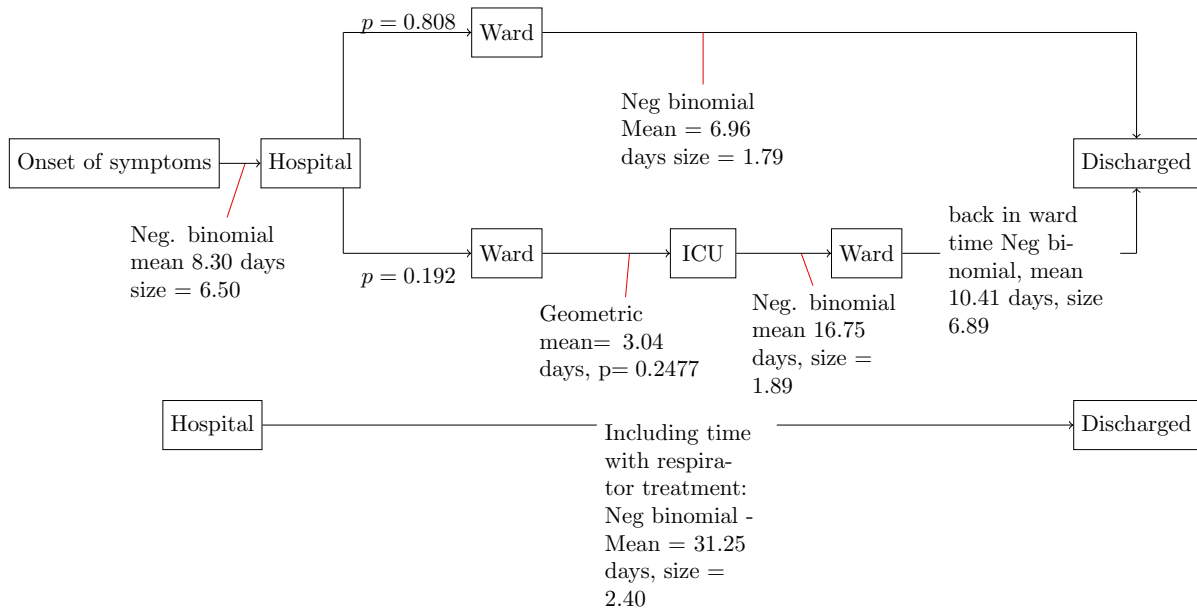 p = 0.808
Ward
Neg binomial
Mean = 6.96
days size = 1.79
Onset of symptoms
Hospital
Discharged
Neg. binomial
mean 8.30 days
size = 6.50
p = 0.192
Ward
ICU
Ward
back in ward
time Neg bi-
nomial, mean
10.41 days, size
6.89
Geometric
mean= 3.04
days, p= 0.2477
Neg. binomial
mean 16.75
days, size =
1.89
Hospital
Discharged
Including time
with respira-
tor treatment:
Neg binomial -
Mean = 31.25
days, size =
2.40